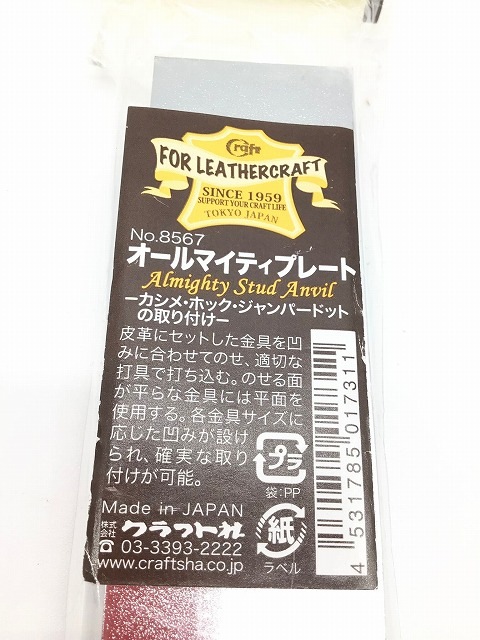 Craft
FOR LEATHERCRAFT
SINCE 1959
SUPPORT YOUR CRAFT LIFE
TOKYO JAPAN
No.8567
オールマイティプレート
Almighty Stud Anvil
ーカシメ・ホック・ジャンパードット
の取り付けー
皮革にセットした金具を凹
みに合わせてのせ、適切な
打具で打ち込む。のせる面
が平らな金具には平面を
使用する。各金具サイズに
応じた凹みが設け
られ、確実な取り
付けが可能。
プラ
袋:PP
Made in JAPAN
株式会社 クラフト社
☎ 03-3393-2222
www.craftsha.co.jp
紙
ラベル
4 531785 017311